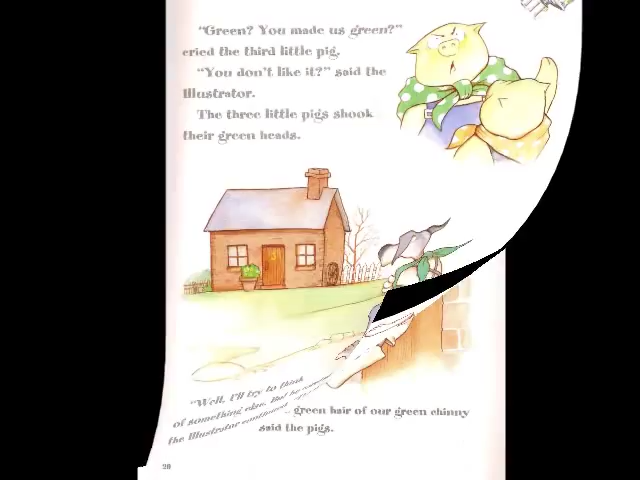 "Green? You made us green?"
cried the third little pig.
"You don't like it?" said the
Illustrator.
The three little pigs shook
their green heads.
"Well, I'll try to think
of something else. But he
the Illustrator continued
green hair of our green chinny
said the pigs.
20